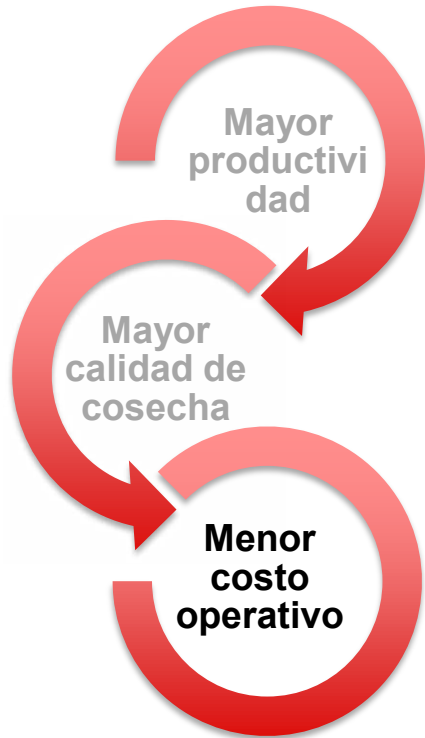 Mayor
productivi
dad
Mayor
calidad de
cosecha
Menor
costo
operativo